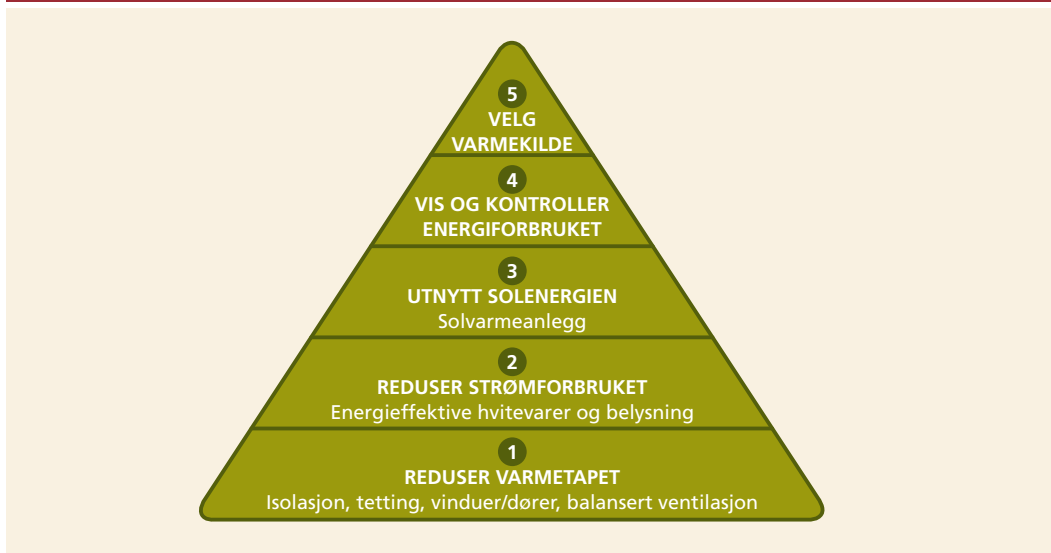 5
VELG
VARMEKILDE
4
VIS OG KONTROLLER
ENERGIFORBRUKET
3
UTNYTT SOLENERGIEN
Solvarmeanlegg
2
REDUSER STRØMFORBRUKET
Energieffektive hvitevarer og belysning
1
REDUSER VARMETAPET
Isolasjon, tetting, vinduer/dører, balansert ventilasjon